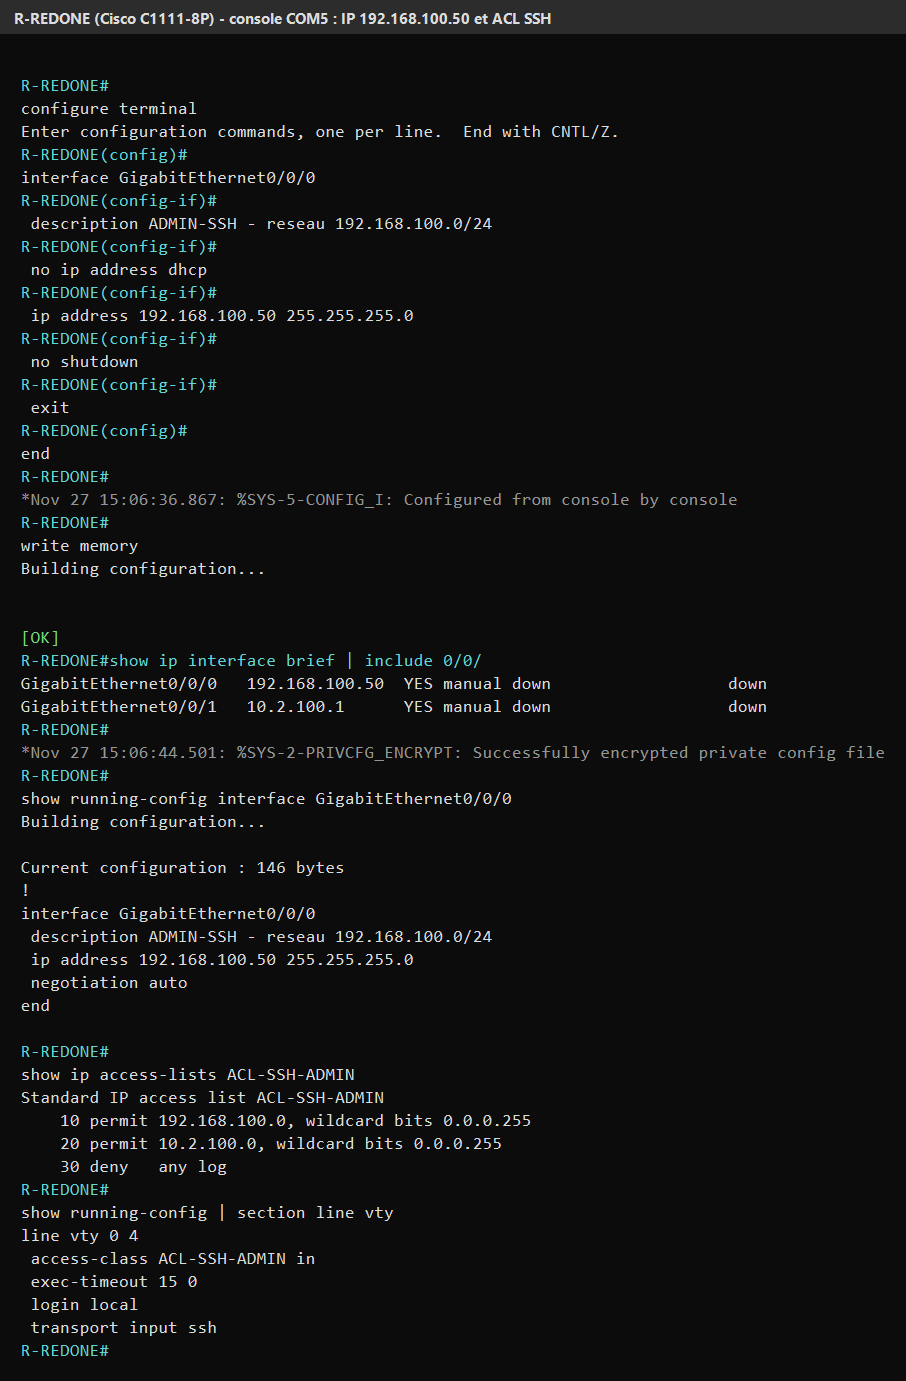 R-REDONE (Cisco C1111-8P) - console COM5 : IP 192.168.100.50 et ACL SSH
R-REDONE#
configure terminal
Enter configuration commands, one per line.  End with CNTL/Z.
R-REDONE(config)#
interface GigabitEthernet0/0/0
R-REDONE(config-if)#
 description ADMIN-SSH - reseau 192.168.100.0/24
R-REDONE(config-if)#
 no ip address dhcp
R-REDONE(config-if)#
 ip address 192.168.100.50 255.255.255.0
R-REDONE(config-if)#
 no shutdown
R-REDONE(config-if)#
 exit
R-REDONE(config)#
end
R-REDONE#
*Nov 27 15:06:36.867: %SYS-5-CONFIG_I: Configured from console by console
R-REDONE#
write memory
Building configuration...
[OK]
R-REDONE#show ip interface brief | include 0/0/
GigabitEthernet0/0/0   192.168.100.50  YES manual down                  down
GigabitEthernet0/0/1   10.2.100.1      YES manual down                  down
R-REDONE#
*Nov 27 15:06:44.501: %SYS-2-PRIVCFG_ENCRYPT: Successfully encrypted private config file
R-REDONE#
show running-config interface GigabitEthernet0/0/0
Building configuration...
Current configuration : 146 bytes
!
interface GigabitEthernet0/0/0
 description ADMIN-SSH - reseau 192.168.100.0/24
 ip address 192.168.100.50 255.255.255.0
 negotiation auto
end
R-REDONE#
show ip access-lists ACL-SSH-ADMIN
Standard IP access list ACL-SSH-ADMIN
    10 permit 192.168.100.0, wildcard bits 0.0.0.255
    20 permit 10.2.100.0, wildcard bits 0.0.0.255
    30 deny   any log
R-REDONE#
show running-config | section line vty
line vty 0 4
 access-class ACL-SSH-ADMIN in
 exec-timeout 15 0
 login local
 transport input ssh
R-REDONE#